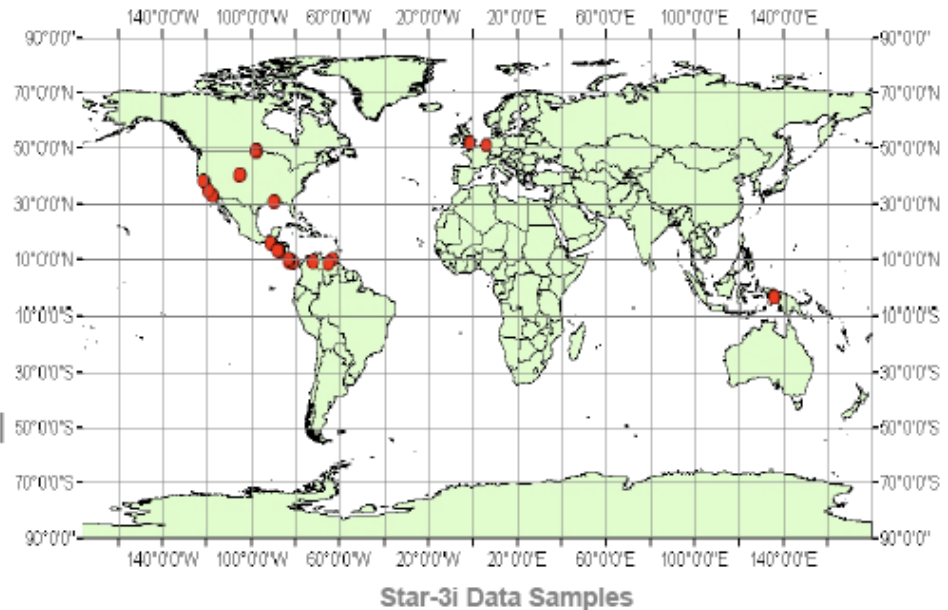 140°0'0"W 100°0'0"W 60°0'0"W 20°0'0"W 20°0'0"E 60°0'0"E 100°0'0"E 140°0'0"E
90°0'0" 90°0'0"
70°0'0"N 70°0'0"N
50°0'0"N 50°0'0"N
30°0'0"N 30°0'0"N
10°0'0"N 10°0'0"N
10°0'0"S 10°0'0"S
30°0'0"S 30°0'0"S
50°0'0"S 50°0'0"S
70°0'0"S 70°0'0"S
90°0'0" 90°0'0"
140°0'0"W 100°0'0"W 60°0'0"W 20°0'0"W 20°0'0"E 60°0'0"E 100°0'0"E 140°0'0"E
Star-3i Data Samples